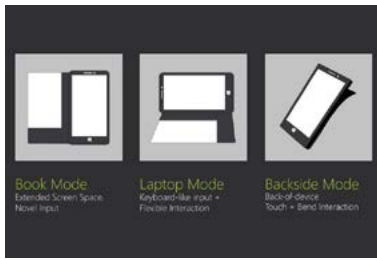 Book Mode
Extended Screen Space,
Novel Input
Laptop Mode
Keyboard-like input +
Flexible Interaction
Backside Mode
Back-of-device
Touch + Bend Interaction